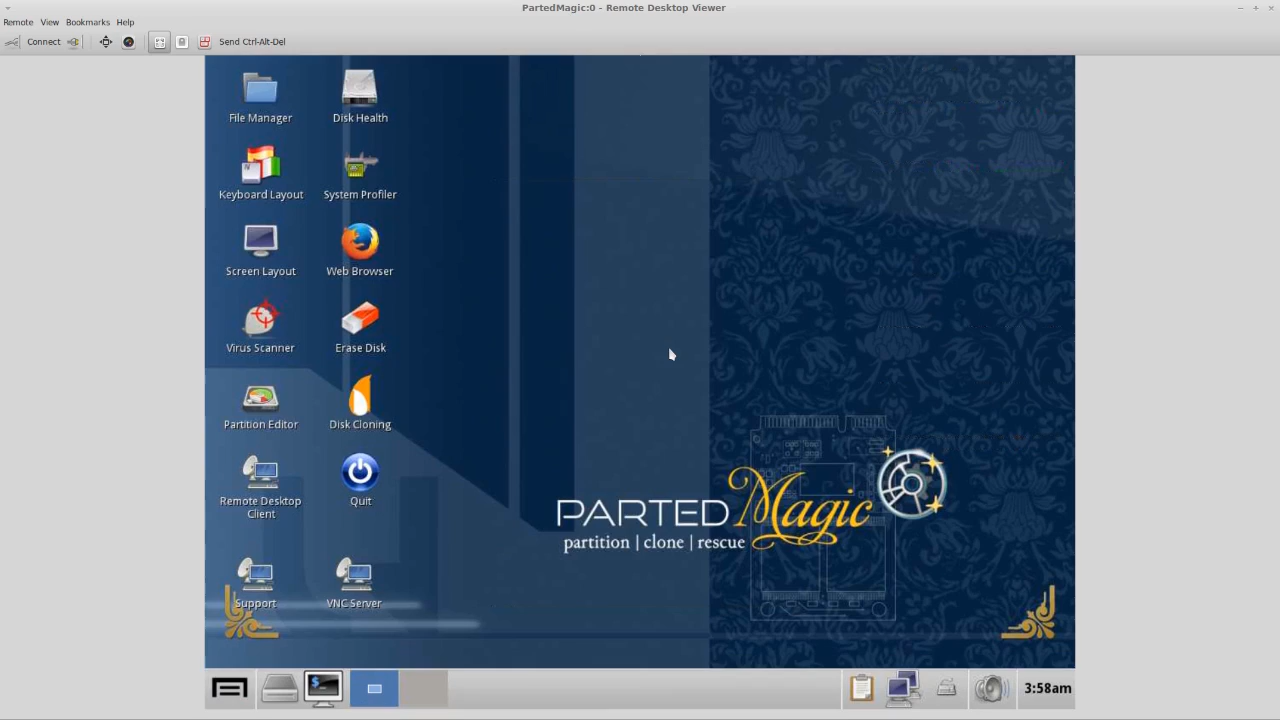 PartedMagic:0 - Remote Desktop Viewer
Remote View Bookmarks Help
Connect Send Ctrl-Alt-Del
File Manager
Disk Health
Keyboard Layout
System Profiler
Screen Layout
Web Browser
Virus Scanner
Erase Disk
Partition Editor
Disk Cloning
Remote Desktop
Client
Quit
Support
VNC Server
PARTED Magic
partition | clone | rescue
$_
3:58am